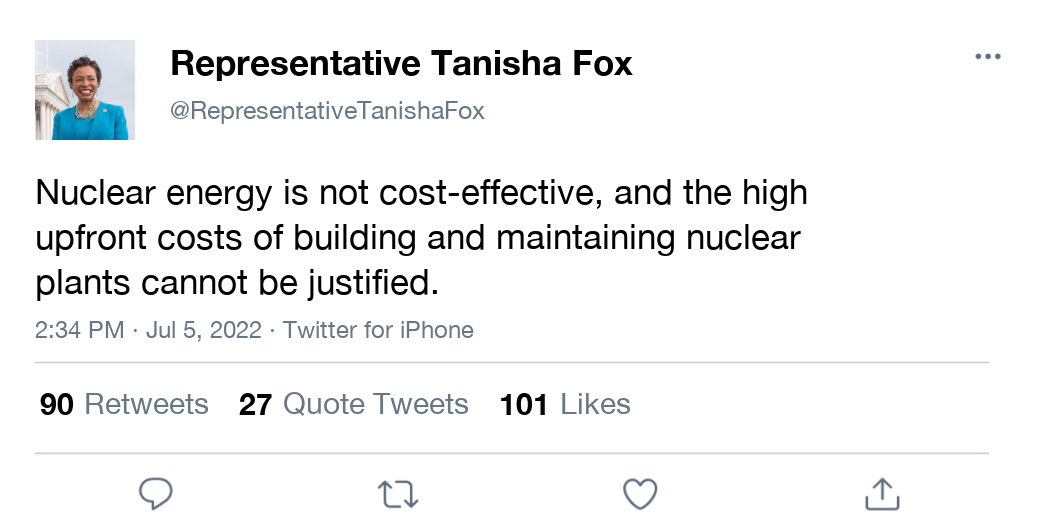 Representative Tanisha Fox
@RepresentativeTanishaFox
Nuclear energy is not cost-effective, and the high
upfront costs of building and maintaining nuclear
plants cannot be justified.
2:34 PM · Jul 5, 2022 · Twitter for iPhone
90 Retweets 27 Quote Tweets 101 Likes